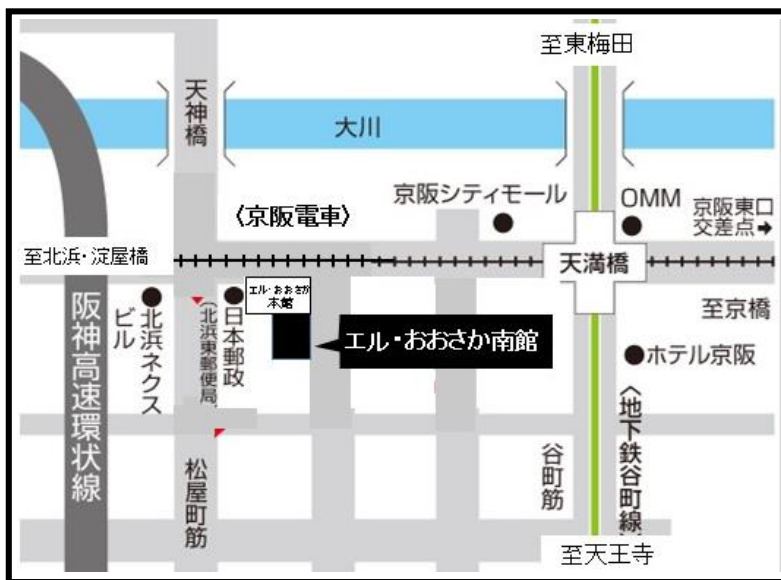 至東梅田
天神橋
大川
京阪シティモール
OMM
〈京阪電車〉
京阪東口
交差点➜
至北浜・淀屋橋
天満橋
エル・おおさか
本館
至京橋
阪神高速環状線
北浜ネクス
ビル
日本郵政
(北浜東郵便局
エル・おおさか南館
ホテル京阪
〈地下鉄谷町線
松屋町筋
谷町筋
至天王寺